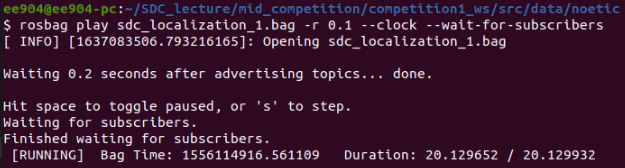 ee904@ee904-pc:~/SDC_lecture/mid_competition/competition1_ws/src/data/noetic
$ rosbag play sdc_localization_1.bag -r 0.1 --clock --wait-for-subscribers
[ INFO] [1637083506.793216165]: Opening sdc_localization_1.bag
Waiting 0.2 seconds after advertising topics... done.
Hit space to toggle paused, or 's' to step.
Waiting for subscribers.
Finished waiting for subscribers.
[RUNNING]  Bag Time: 1556114916.561109   Duration: 20.129652 / 20.129932